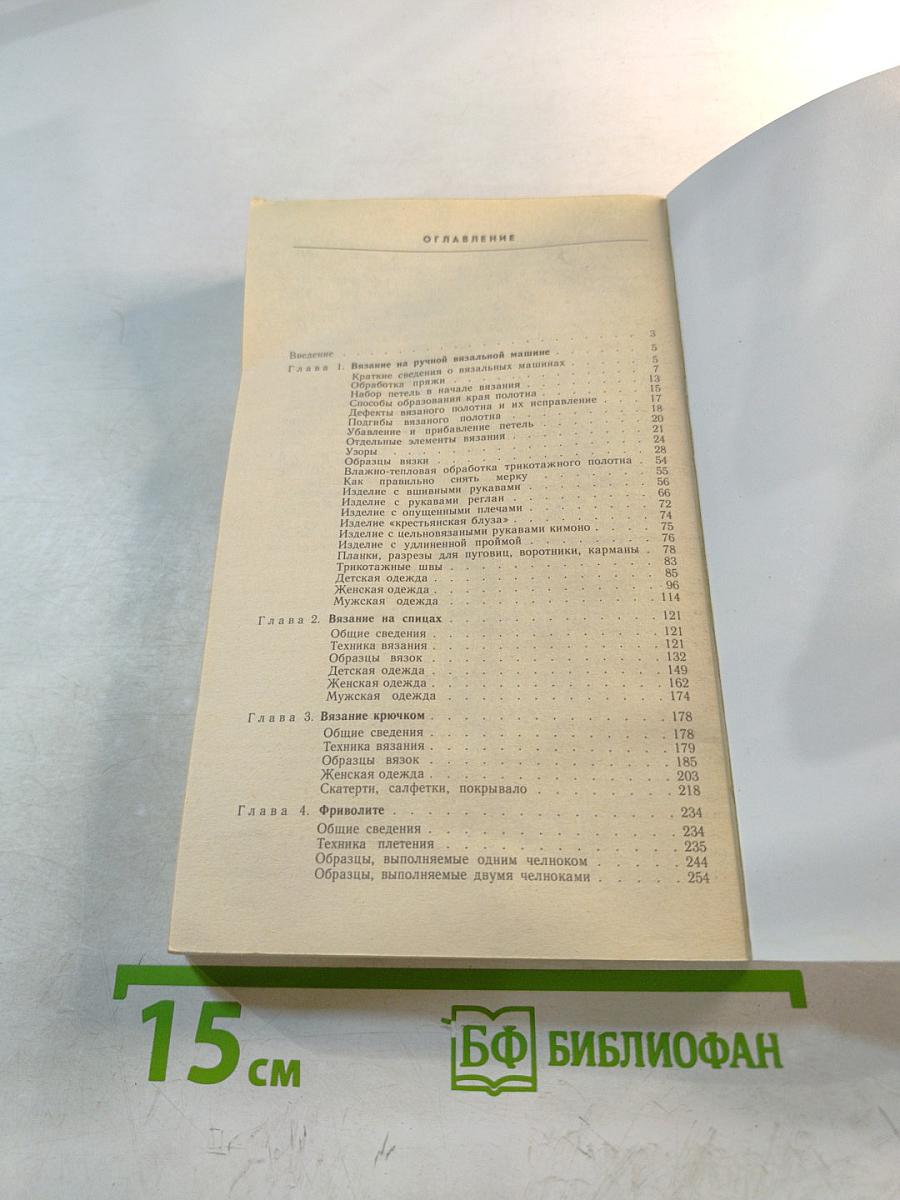 ОГЛАВЛЕНИЕ
Введение . . . . . . . . . . 3
Глава 1. Вязание на ручной вязальной машине . . . . 5
Краткие сведения о вязальных машинах . . . . 5
Обработка пряжи . . . . . . . . 7
Набор петель в начале вязания . . . . . 13
Способы образования края полотна . . . . . 15
Дефекты вязаного полотна и их исправление . . . 17
Подгибы вязаного полотна . . . . . . 18
Убавление и прибавление петель . . . . . 20
Отдельные элементы вязания . . . . . . 21
Узоры . . . . . . . . . . 24
Образцы вязки . . . . . . . . 28
Влажно-тепловая обработка трикотажного полотна . 54
Как правильно снять мерку . . . . . 55
Изделие с вшивными рукавами . . . . . 56
Изделие с рукавами реглан . . . . . . 66
Изделие с опущенными плечами . . . . . 72
Изделие «крестьянская блуза» . . . . . . 74
Изделие с цельновязаными рукавами кимоно . . . 75
Изделие с удлиненной проймой . . . . . 76
Планки, разрезы для пуговиц, воротники, карманы . 78
Трикотажные швы . . . . . . . . 83
Детская одежда . . . . . . . . 85
Женская одежда . . . . . . . . 96
Мужская одежда . . . . . . . . 114
Глава 2. Вязание на спицах . . . . . . . . 121
Общие сведения . . . . . . . . 121
Техника вязания . . . . . . . . 121
Образцы вязок . . . . . . . . 132
Детская одежда . . . . . . . . 149
Женская одежда . . . . . . . . 162
Мужская одежда . . . . . . . . 174
Глава 3. Вязание крючком . . . . . . . . 178
Общие сведения . . . . . . . . 178
Техника вязания . . . . . . . . 179
Образцы вязок . . . . . . . . 185
Женская одежда . . . . . . . . 203
Скатерти, салфетки, покрывало . . . . . . 218
Глава 4. Фриволите . . . . . . . . . . 234
Общие сведения . . . . . . . . 234
Техника плетения . . . . . . . . 235
Образцы, выполняемые одним челноком . . . . . 244
Образцы, выполняемые двумя челноками . . . . . 254
15 см
БФ БИБЛИОФАН